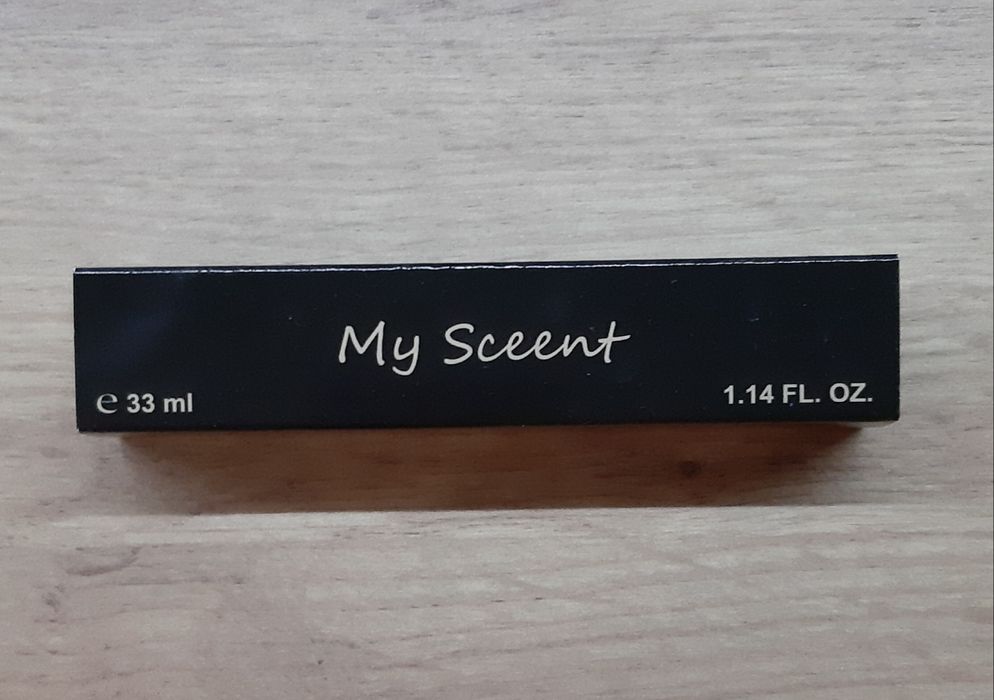 My Sceent
℮ 33 ml
1.14 FL. OZ.